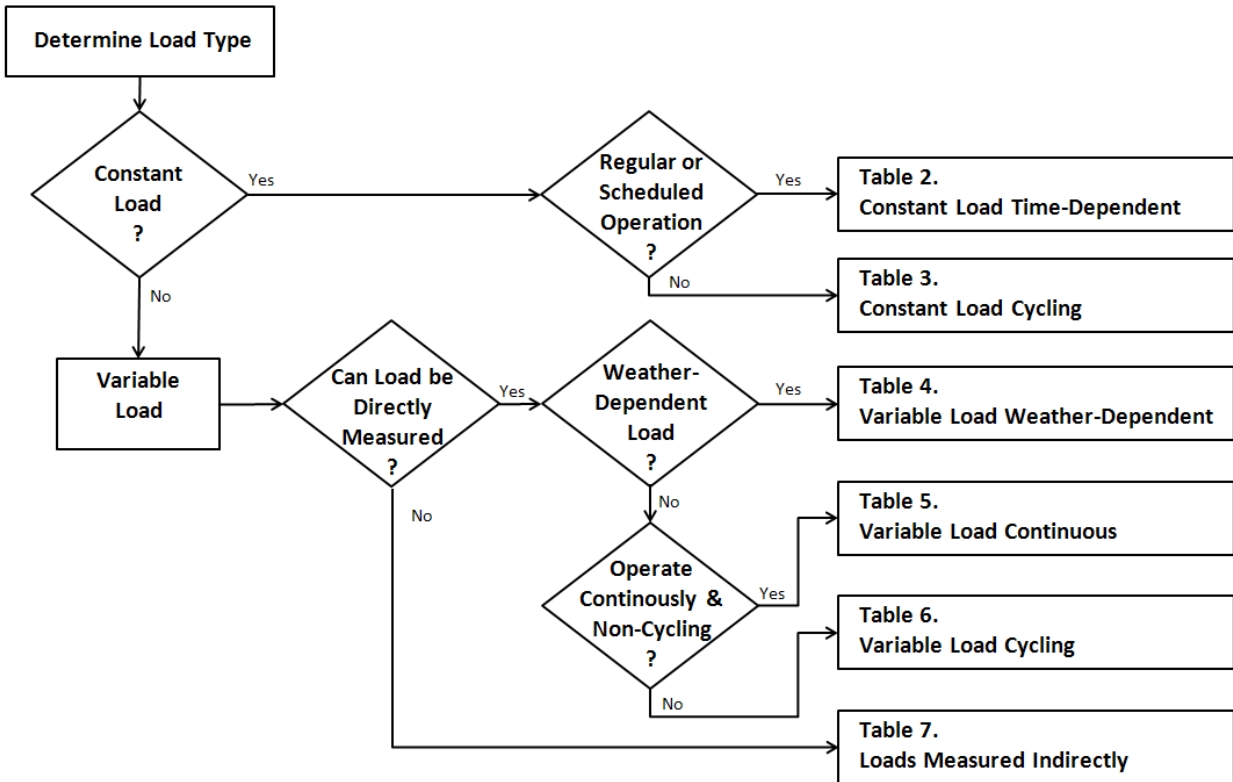 Determine Load Type
Constant
Load
?
Yes
Regular or
Scheduled
Operation
?
Yes
Table 2.
Constant Load Time-Dependent
No
Table 3.
Constant Load Cycling
No
Variable
Load
Can Load be
Directly
Measured
?
Yes
Weather-
Dependent
Load
?
Yes
Table 4.
Variable Load Weather-Dependent
No
No
Operate
Continously &
Non-Cycling
?
Yes
Table 5.
Variable Load Continuous
No
Table 6.
Variable Load Cycling
Table 7.
Loads Measured Indirectly